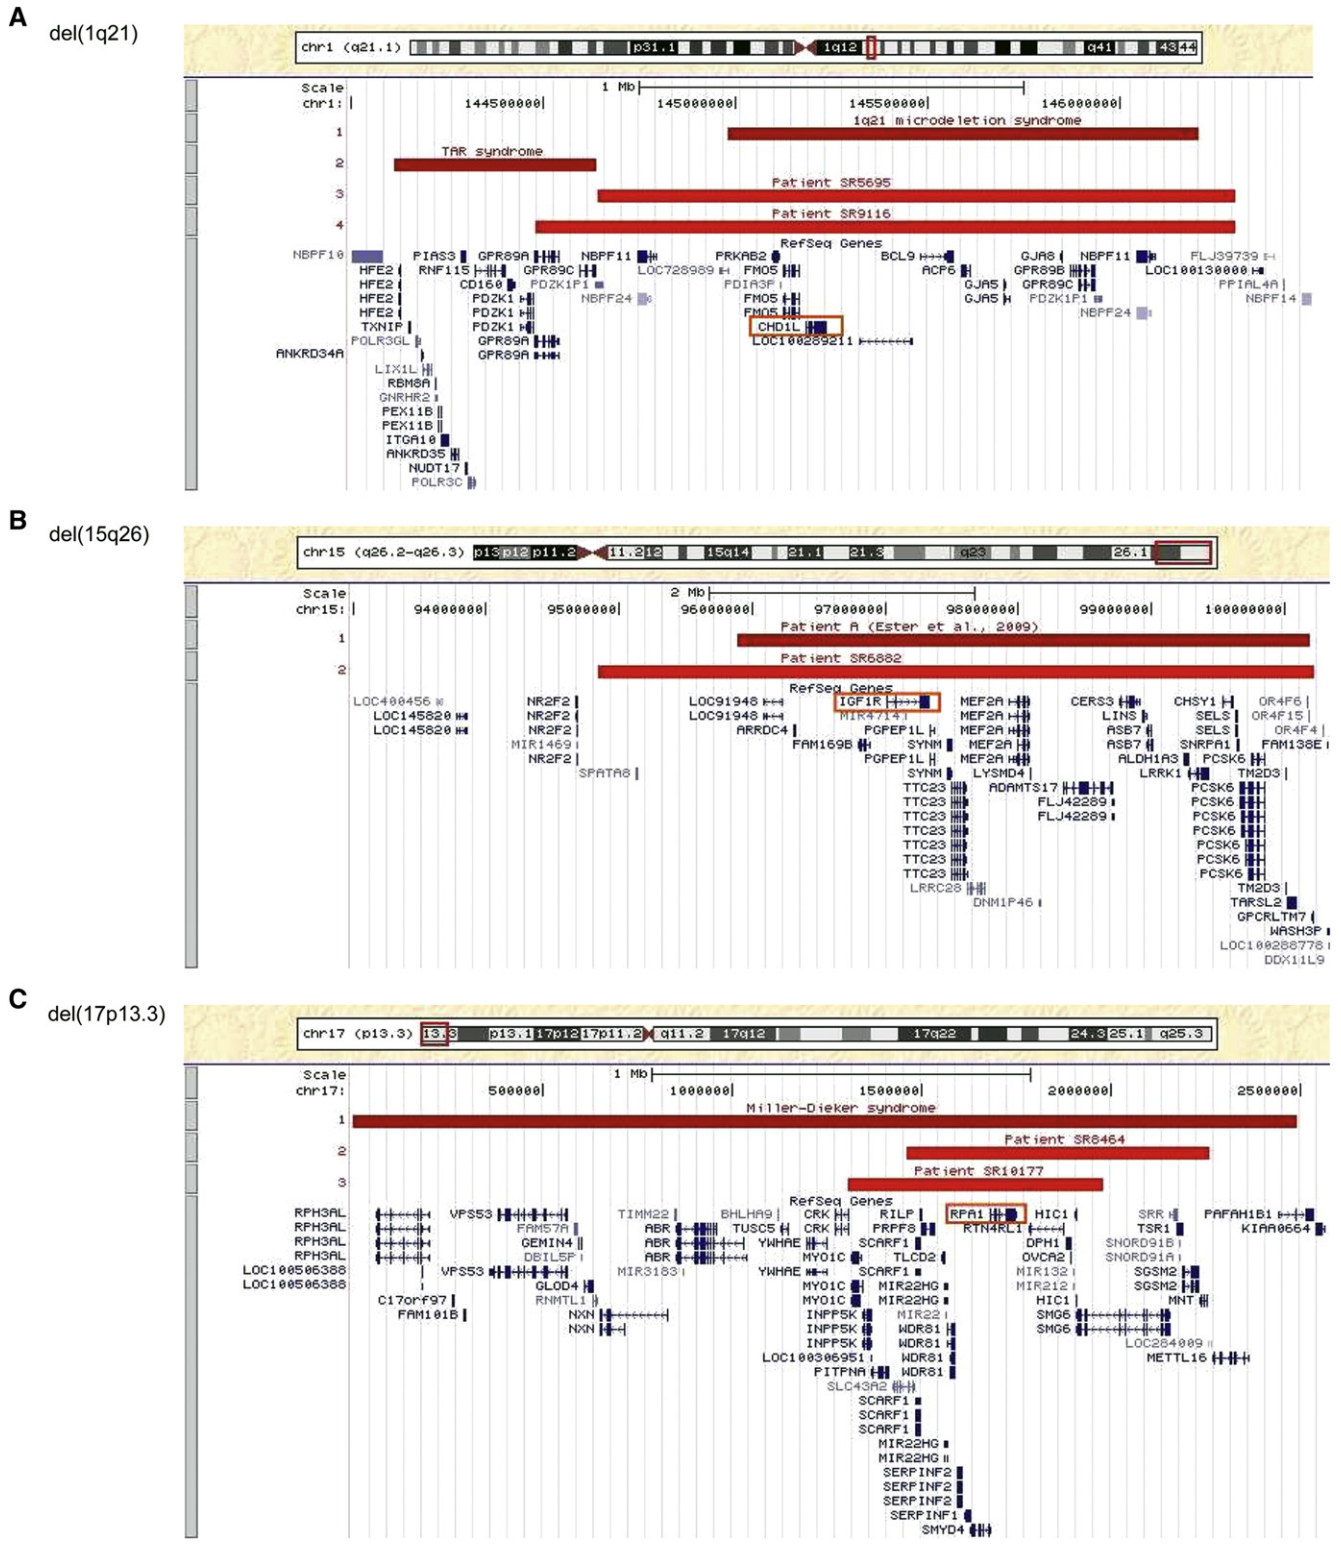 A
del(1q21)
chr1 (q21.1) p31.1 1q12 q41 43 44
Scale 1 Mb
chr1: 144500000 145000000 145500000 146000000
1q21 microdeletion syndrome
1
TAR syndrome
2
Patient SR5695
3
Patient SR9116
4
RefSeq Genes
NBPF10 PIAS3 GPR89A NBPF11 PRKAB2 BCL9 GJA8 NBPF11 FLJ39739
HFE2 RNF115 GPR89C LOC728989 FMO5 ACP6 GPR89B LOC100130000
HFE2 CD160 PDZK1P1 PDIA3P GJA5 GPR89C PPIAL4A
HFE2 PDZK1 NBPF24 FMO5 GJA5 PDZK1P1 NBPF14
HFE2 PDZK1 FMO5 NBPF24
TXNIP PDZK1 CHD1L
POLR3GL GPR89A LOC100289211
ANKRD34A GPR89A
LIX1L
RBM8A
GNRHR2
PEX11B
PEX11B
ITGA10
ANKRD35
NUDT17
POLR3C
B
del(15q26)
chr15 (q26.2-q26.3) p13 p12 p11.2 11.2 12 15q14 21.1 21.3 q23 26.1
Scale 2 Mb
chr15: 94000000 95000000 96000000 97000000 98000000 99000000 100000000
Patient A (Ester et al., 2009)
1
Patient SR6882
2
RefSeq Genes
LOC400456 NR2F2 LOC91948 IGF1R MEF2A CERS3 CHSY1 OR4F6
LOC145820 NR2F2 LOC91948 MIR4714 MEF2A LINS SELS OR4F15
LOC145820 NR2F2 ARRDC4 PGPEP1L MEF2A ASB7 SELS OR4F4
MIR1469 FAM169B SYNM MEF2A ASB7 SNRPA1 FAM138E
NR2F2 PGPEP1L MEF2A ALDH1A3 PCSK6
SPATA8 SYNM LYSMD4 LRRK1 TM2D3
TTC23 ADAMTS17 PCSK6
TTC23 FLJ42289 PCSK6
TTC23 FLJ42289 PCSK6
TTC23 PCSK6
TTC23 PCSK6
TTC23 PCSK6
TTC23 PCSK6
LRRC28 TM2D3
DNM1P46 TARSL2
GPCRLTM7
WASH3P
LOC100288778
DDX11L9
C
del(17p13.3)
chr17 (p13.3) 13.3 p13.1 17p12 17p11.2 q11.2 17q12 17q22 24.3 25.1 q25.3
Scale 1 Mb
chr17: 500000 1000000 1500000 2000000 2500000
Miller-Dieker syndrome
1
Patient SR8464
2
Patient SR10177
3
RefSeq Genes
RPH3AL VPS53 TIMM22 BHLHA9 CRK RILP RPA1 HIC1 SRR PAFAH1B1
RPH3AL FAM57A ABR TUSC5 CRK PRPF8 RTN4RL1 TSR1 KIAA0664
RPH3AL GEMIN4 ABR YWHAE SCARF1 DPH1 SNORD91B
RPH3AL DBIL5P ABR MYO1C TLCD2 OVCA2 SNORD91A
LOC100506388 VPS53 MIR3183 YWHAE SCARF1 MIR132 SGSM2
LOC100506388 GLOD4 MYO1C MIR22HG MIR212 SGSM2
C17orf97 RNMTL1 MYO1C MIR22HG HIC1 MNT
FAM101B NXN INPP5K MIR22 SMG6
NXN INPP5K WDR81 SMG6
INPP5K WDR81 LOC284009
LOC100306951 WDR81 METTL16
PITPNA WDR81
SLC43A2
SCARF1
SCARF1
SCARF1
MIR22HG
MIR22HG
SERPINF2
SERPINF2
SERPINF2
SERPINF1
SMYD4